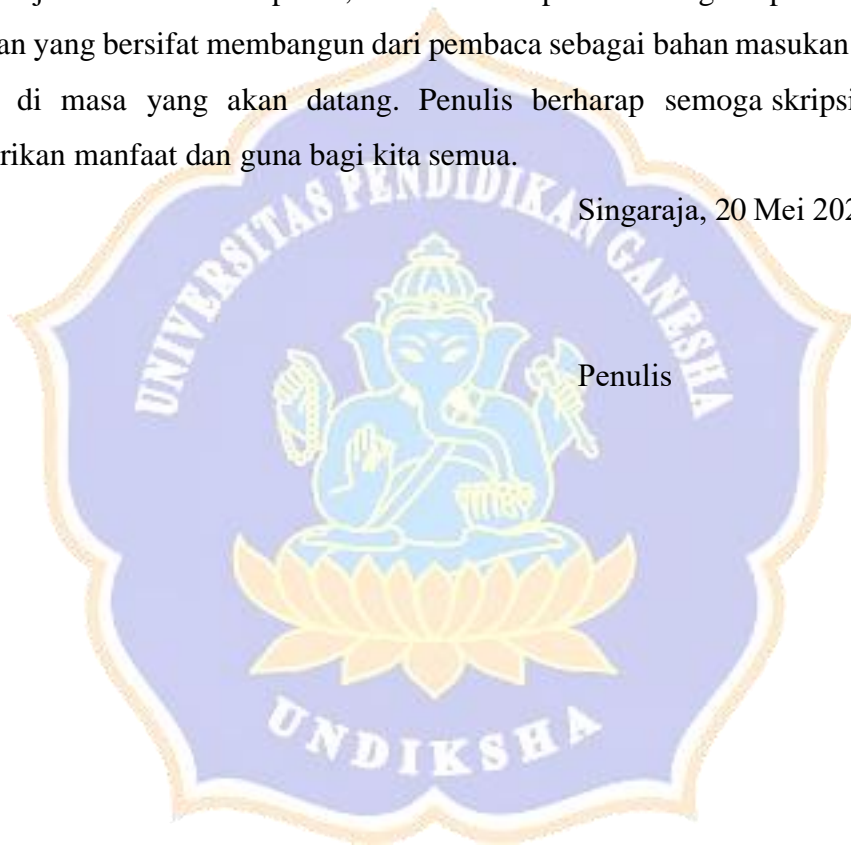 an yang bersifat membangun dari pembaca sebagai bahan masukan
di masa yang akan datang. Penulis berharap semoga skripsi
rikan manfaat dan guna bagi kita semua.
Singaraja, 20 Mei 202
UNIVERSITAS PENDIDIKAN GANESHA
Penulis
UNDIKSHA